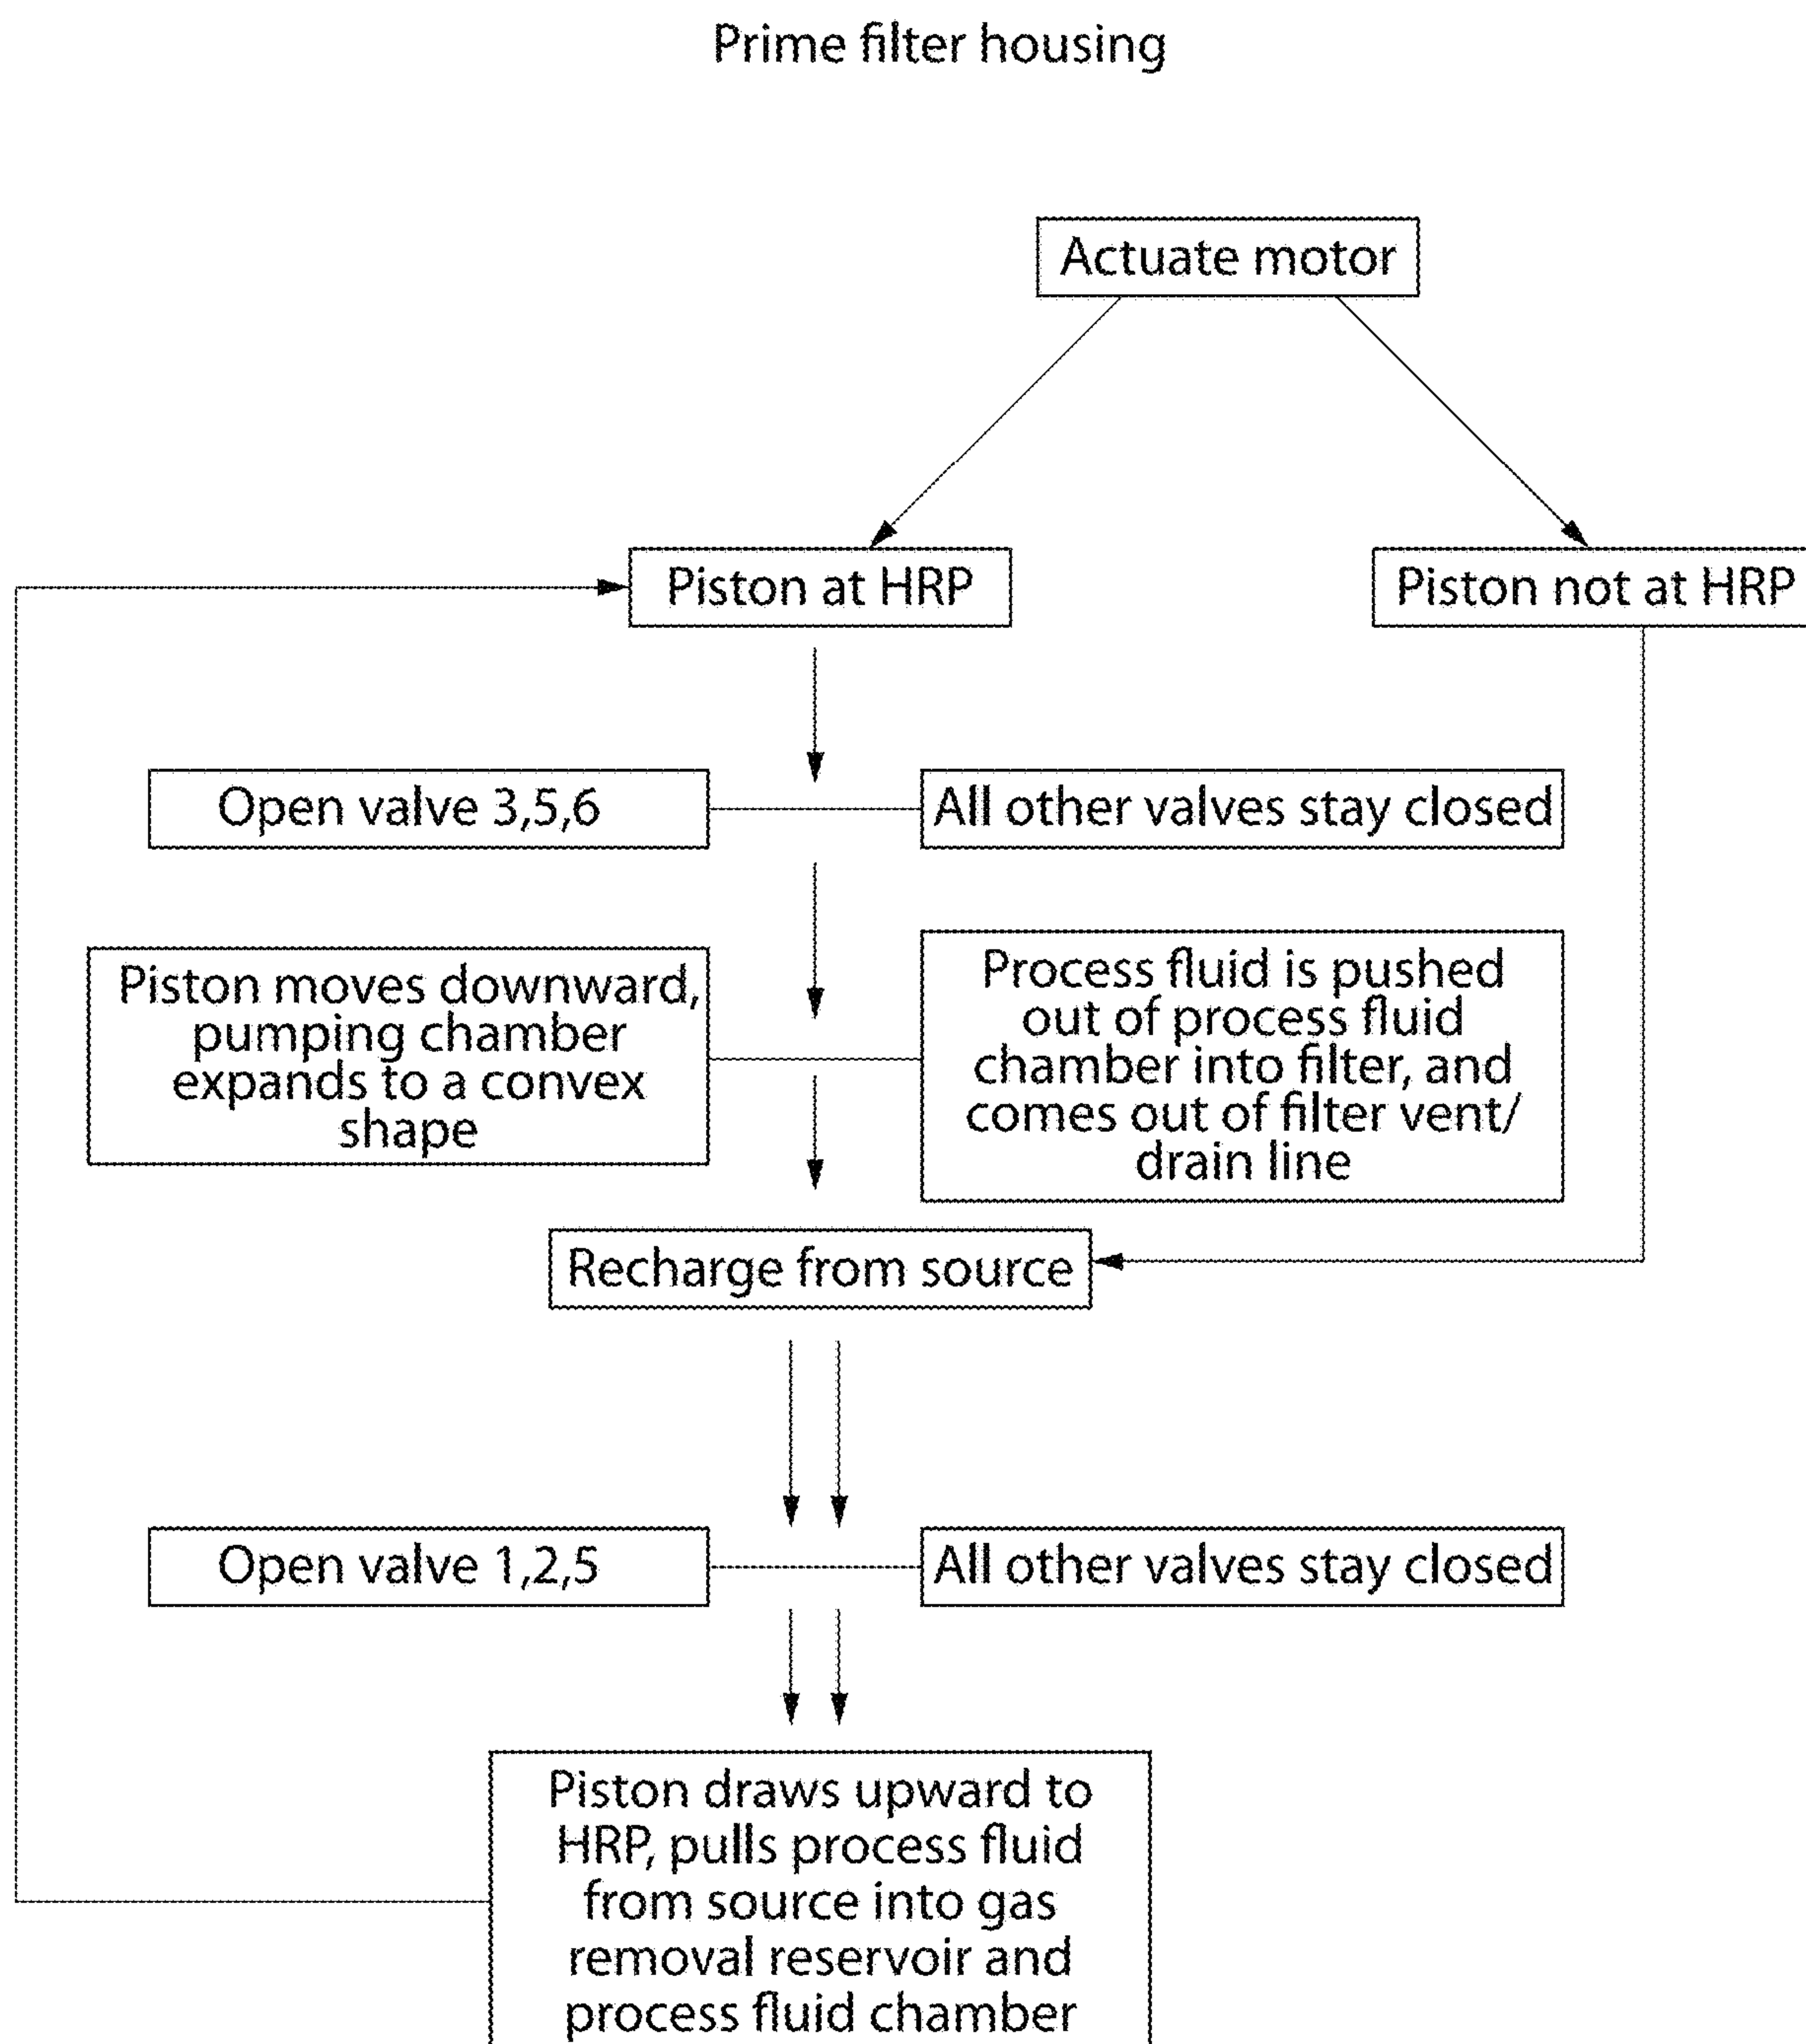 Prime filter housing
Actuate motor
Piston at HRP
Piston not at HRP
Open valve 3,5,6
All other valves stay closed
Piston moves downward,
pumping chamber
expands to a convex
shape
Process fluid is pushed
out of process fluid
chamber into filter, and
comes out of filter vent/
drain line
Recharge from source
Open valve 1,2,5
All other valves stay closed
Piston draws upward to
HRP, pulls process fluid
from source into gas
removal reservoir and
process fluid chamber